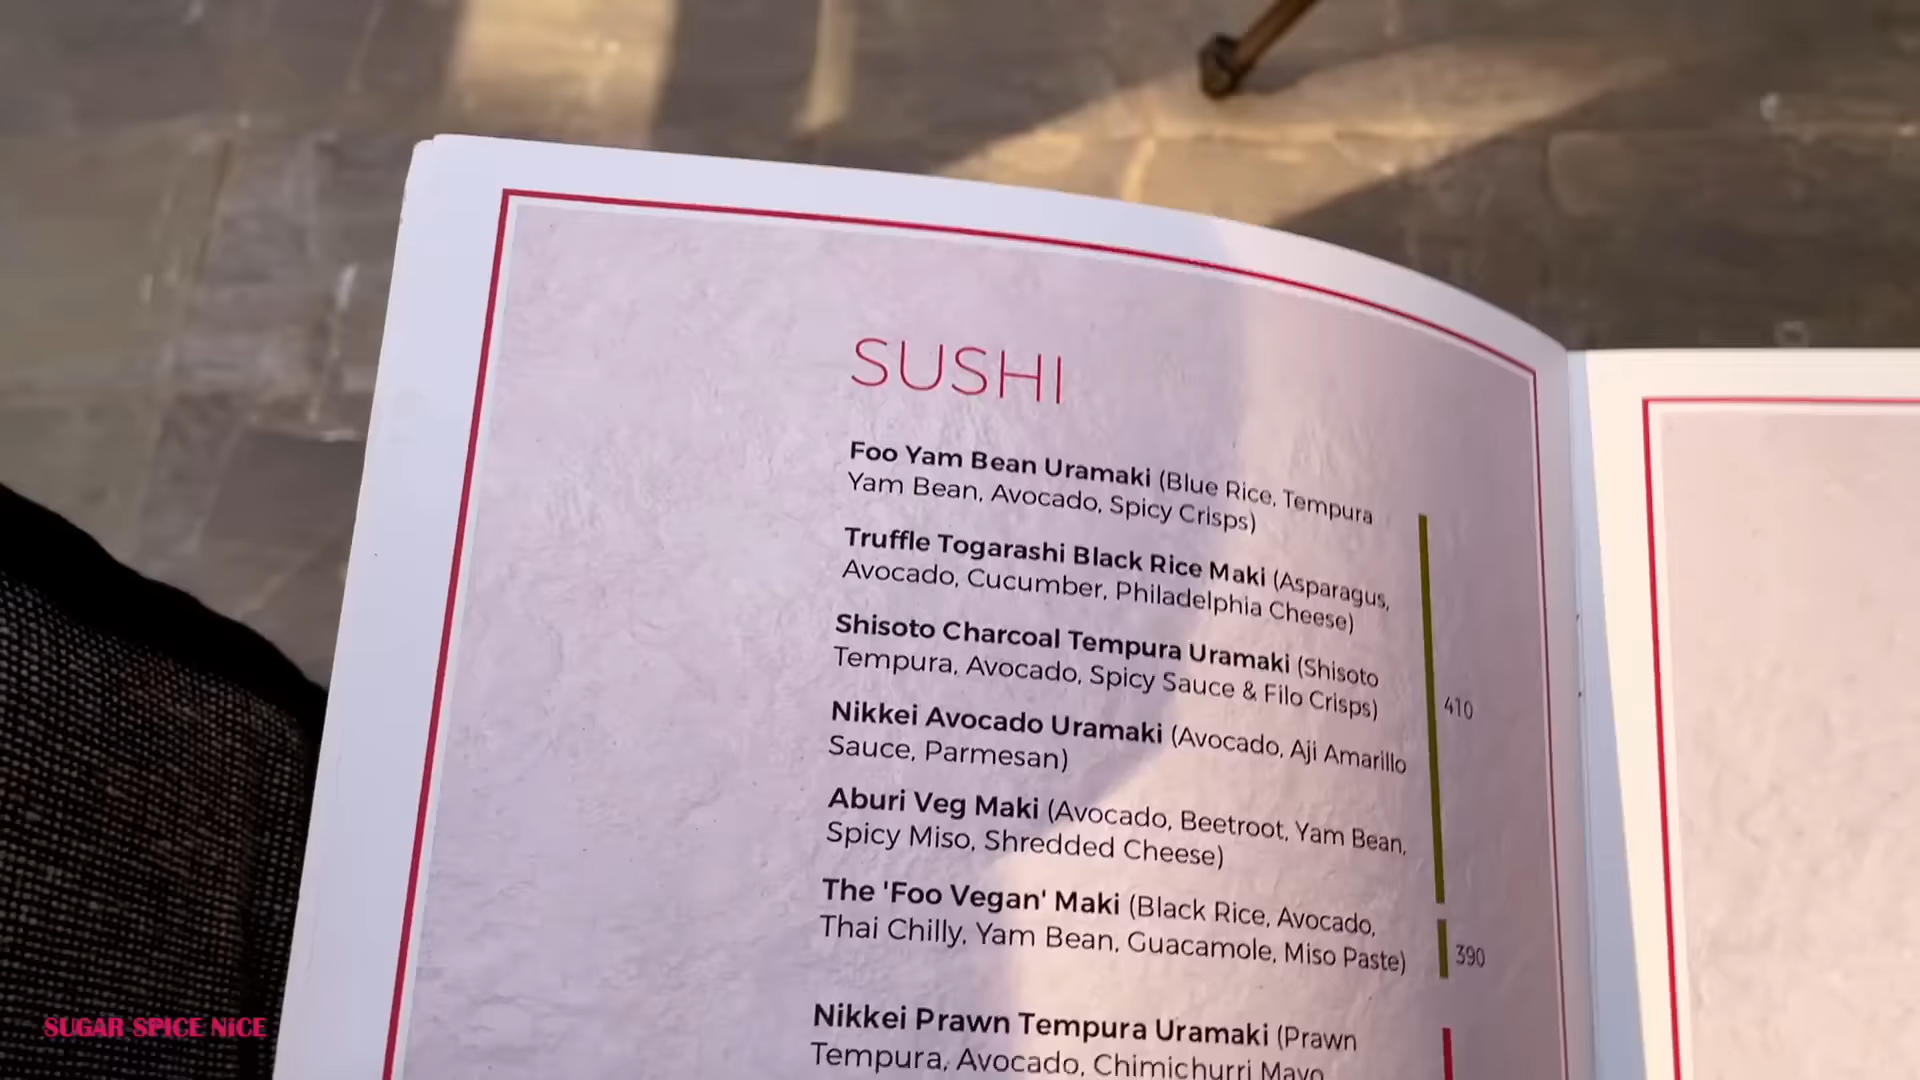 SUSHI
Foo Yam Bean Uramaki (Blue Rice, Tempura
Yam Bean, Avocado, Spicy Crisps)
Truffle Togarashi Black Rice Maki (Asparagus,
Avocado, Cucumber, Philadelphia Cheese)
Shisoto Charcoal Tempura Uramaki (Shisoto
Tempura, Avocado, Spicy Sauce & Filo Crisps)
410
Nikkei Avocado Uramaki (Avocado, Aji Amarillo
Sauce, Parmesan)
Aburi Veg Maki (Avocado, Beetroot, Yam Bean,
Spicy Miso, Shredded Cheese)
The 'Foo Vegan' Maki (Black Rice, Avocado,
Thai Chilly, Yam Bean, Guacamole, Miso Paste)
390
Nikkei Prawn Tempura Uramaki (Prawn
Tempura, Avocado, Chimichurri Mayo
SUGAR SPICE NiCE